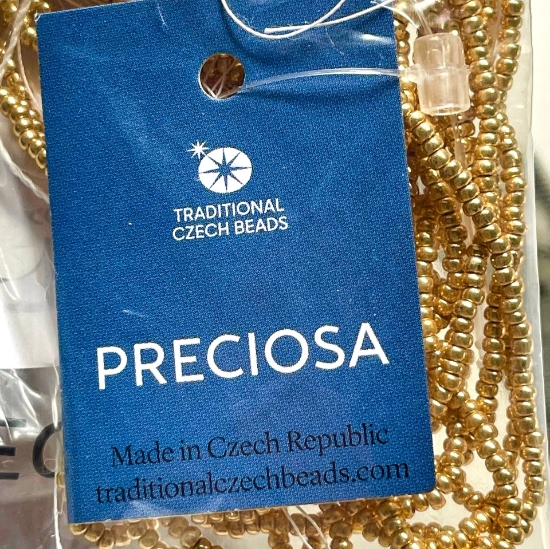 TRADITIONAL
CZECH BEADS
PRECIOSA
Made in Czech Republic
traditionalczechbeads.com